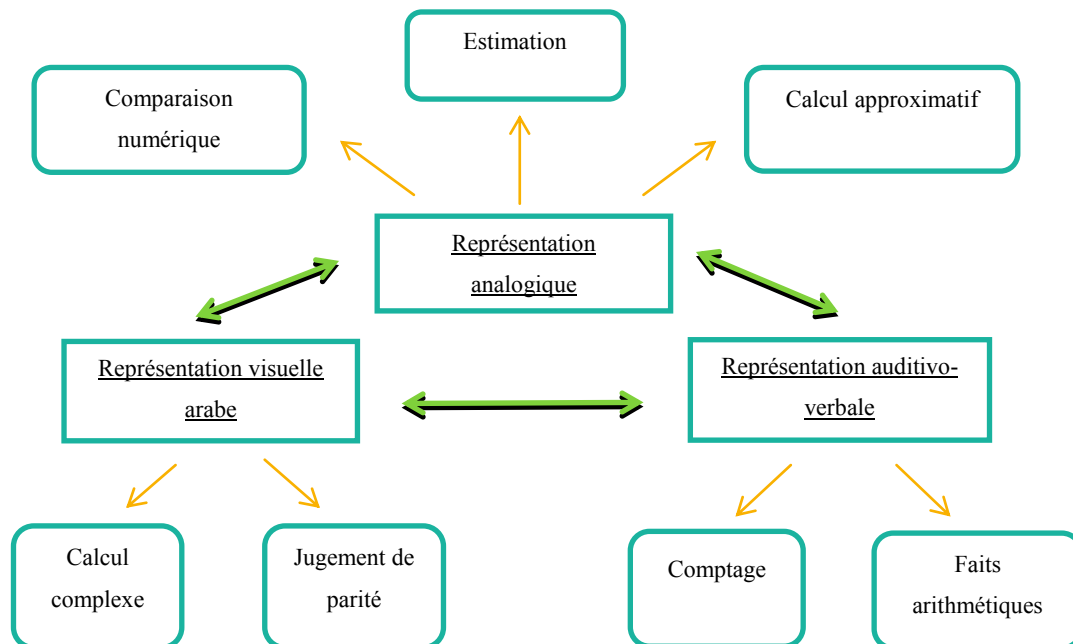 Estimation
Comparaison
numérique
Calcul approximatif
Représentation
analogique
Représentation visuelle
arabe
Représentation auditivo-
verbale
Calcul
complexe
Jugement de
parité
Comptage
Faits
arithmétiques